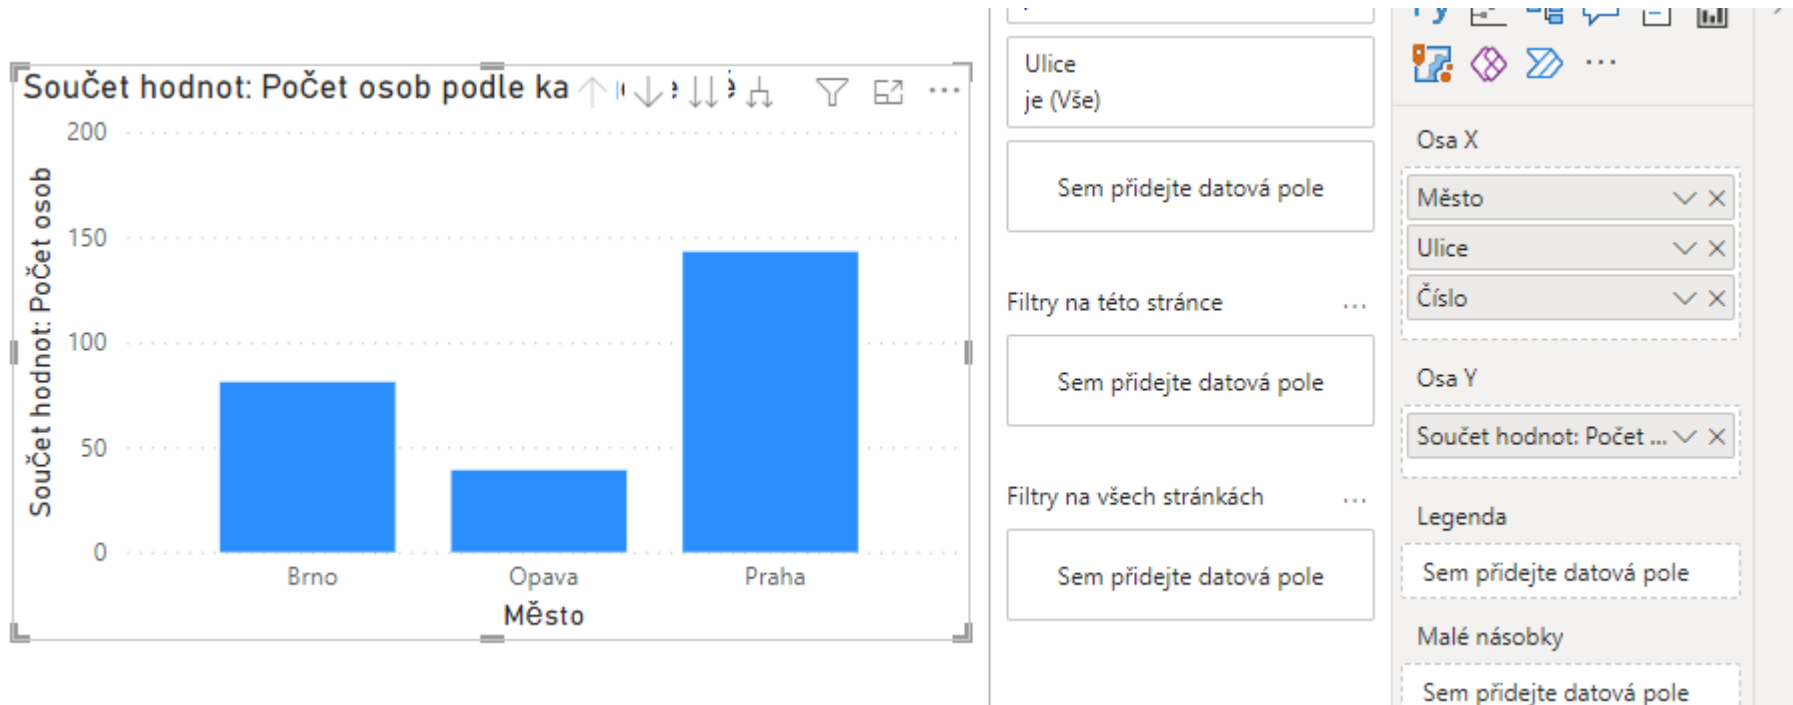 Součet hodnot: Počet osob podle ka
200
150
100
50
0
Součet hodnot: Počet osob
Brno
Opava
Praha
Město
Ulice
je (Vše)
Sem přidejte datová pole
Filtry na této stránce
Sem přidejte datová pole
Filtry na všech stránkách
Sem přidejte datová pole
Osa X
Město
Ulice
Číslo
Osa Y
Součet hodnot: Počet ...
Legenda
Sem přidejte datová pole
Malé násobky
Sem přidejte datová pole